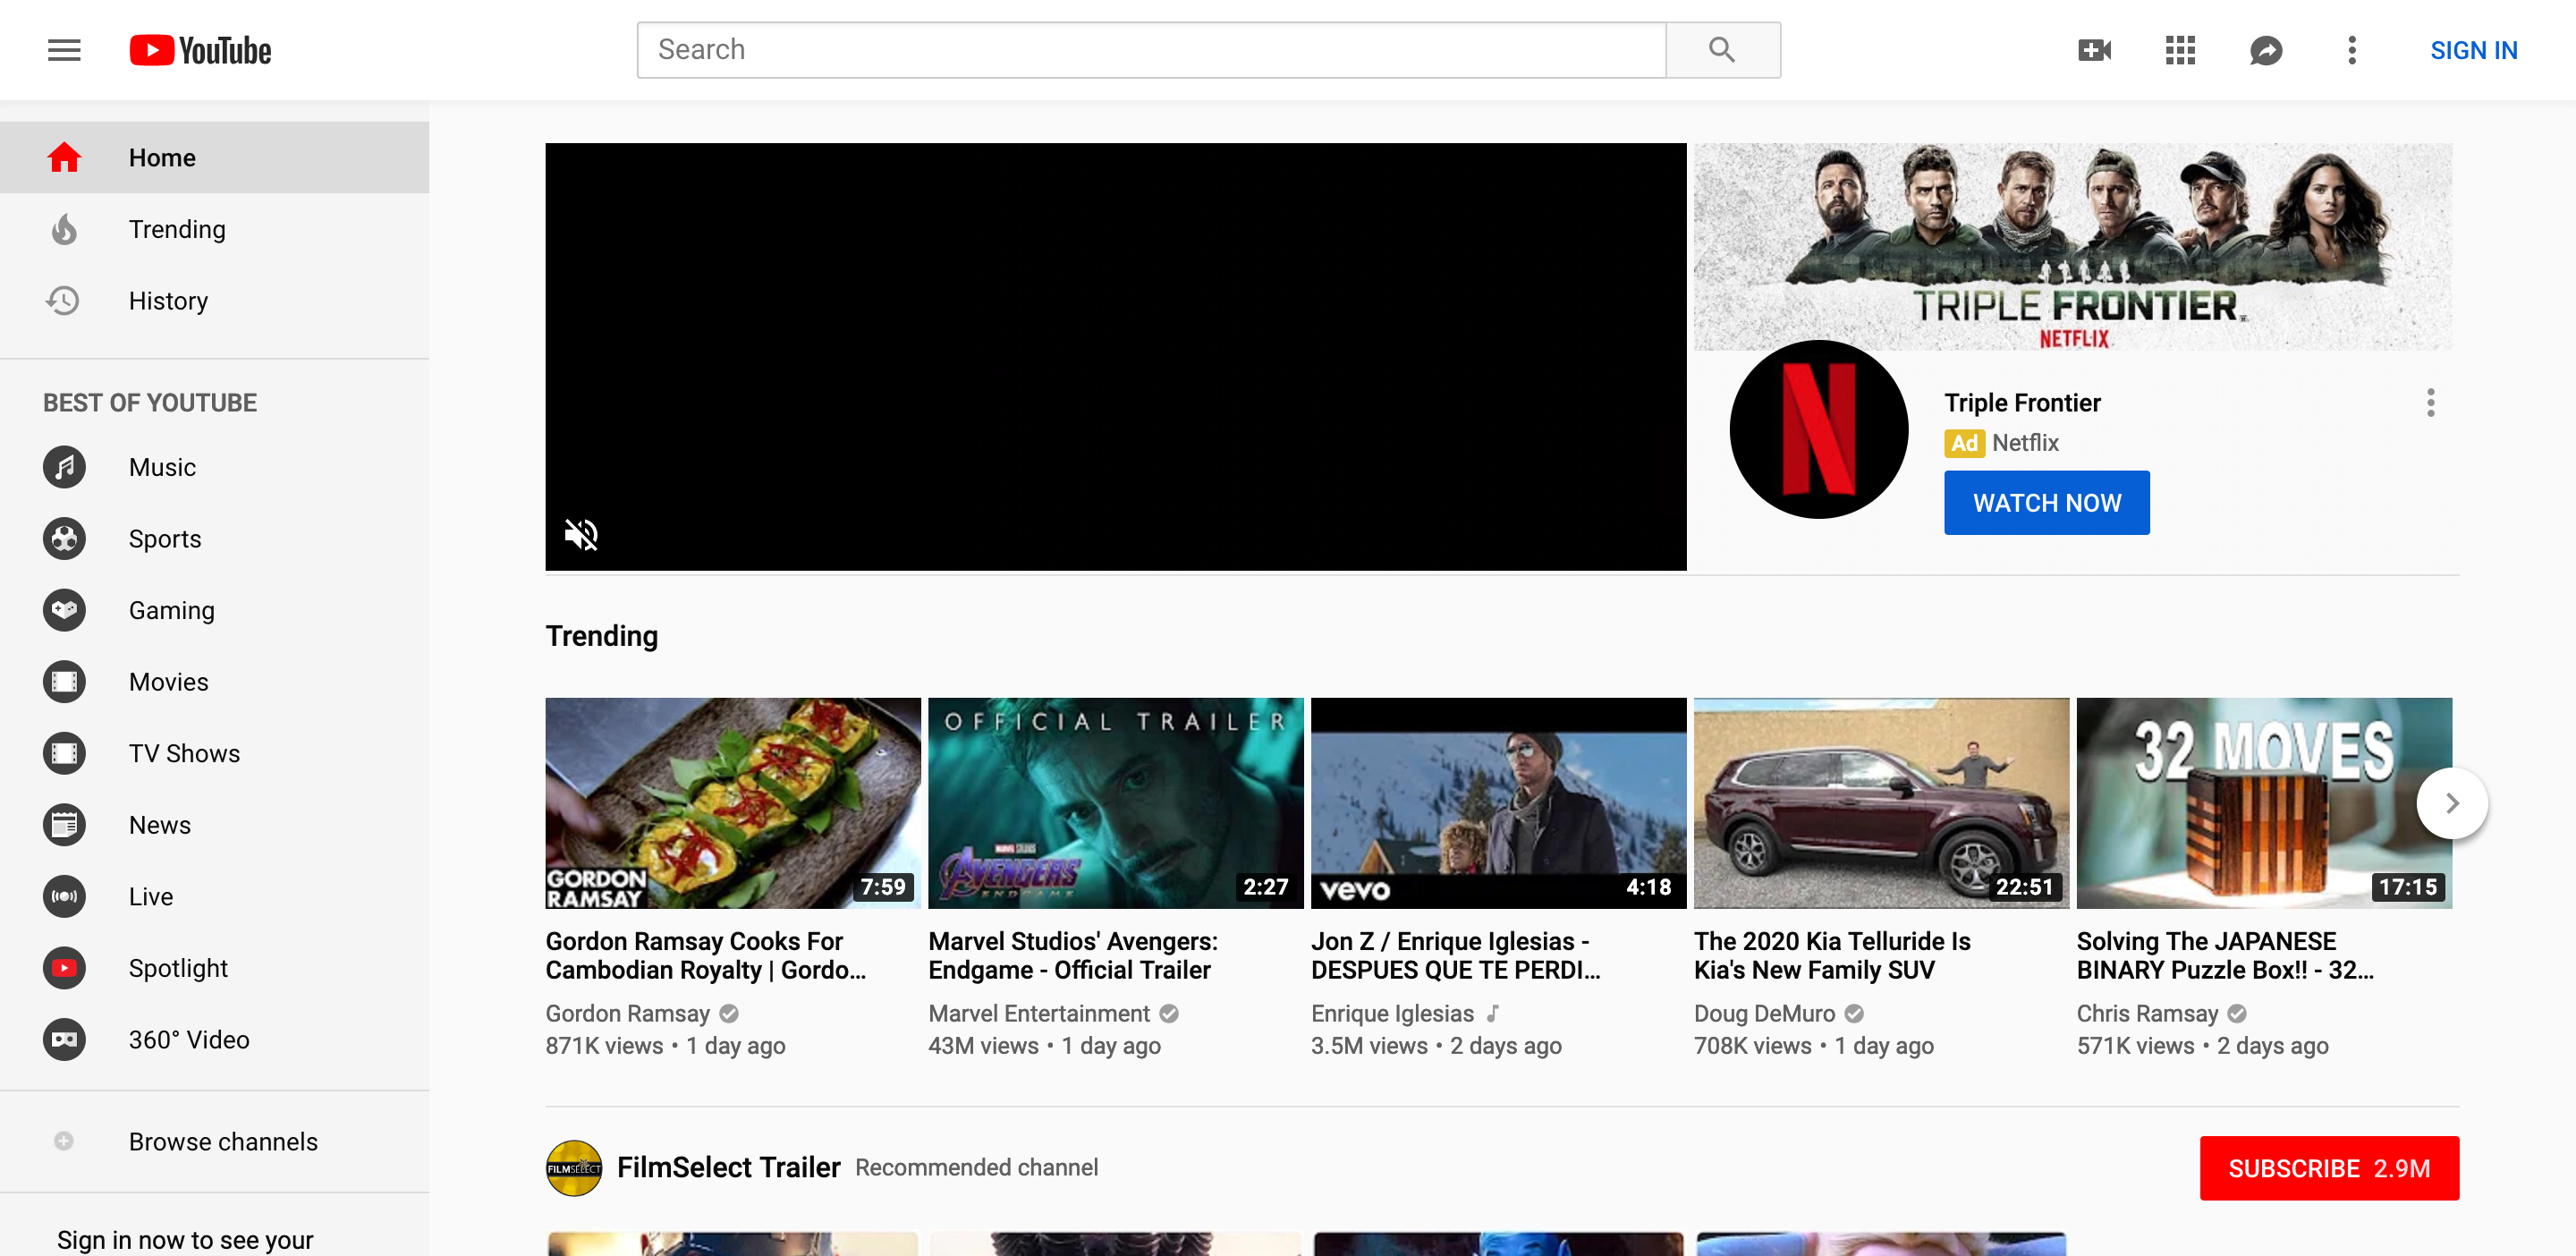 YouTube
Search
SIGN IN
Home
Trending
History
BEST OF YOUTUBE
Music
Sports
Gaming
Movies
TV Shows
News
Live
Spotlight
360° Video
Browse channels
Sign in now to see your
TRIPLE FRONTIER
NETFLIX
N
Triple Frontier
Ad Netflix
WATCH NOW
Trending
GORDON
RAMSAY
7:59
Gordon Ramsay Cooks For
Cambodian Royalty | Gordo...
Gordon Ramsay
871K views • 1 day ago
OFFICIAL TRAILER
MARVEL STUDIOS
AVENGERS
ENDGAME
2:27
Marvel Studios' Avengers:
Endgame - Official Trailer
Marvel Entertainment
43M views • 1 day ago
vevo
4:18
Jon Z / Enrique Iglesias -
DESPUES QUE TE PERDI...
Enrique Iglesias
3.5M views • 2 days ago
22:51
The 2020 Kia Telluride Is
Kia's New Family SUV
Doug DeMuro
708K views • 1 day ago
32 MOVES
17:15
Solving The JAPANESE
BINARY Puzzle Box!! - 32...
Chris Ramsay
571K views • 2 days ago
FILMSELECT
FilmSelect Trailer Recommended channel
SUBSCRIBE 2.9M